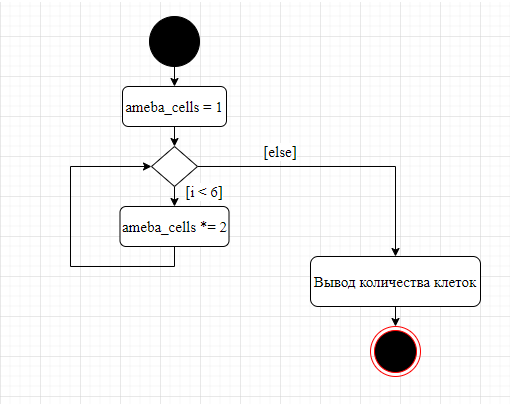 ameba_cells = 1
[else]
[i < 6]
ameba_cells *= 2
Вывод количества клеток